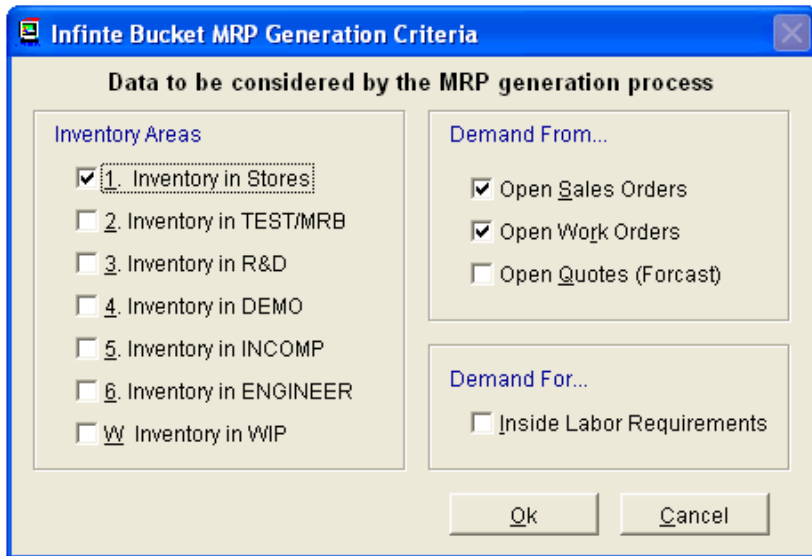 Infinte Bucket MRP Generation Criteria
Data to be considered by the MRP generation process
Inventory Areas
1. Inventory in Stores
2. Inventory in TEST/MRB
3. Inventory in R&D
4. Inventory in DEMO
5. Inventory in INCOMP
6. Inventory in ENGINEER
W Inventory in WIP
Demand From...
Open Sales Orders
Open Work Orders
Open Quotes (Forcast)
Demand For...
Inside Labor Requirements
Ok
Cancel